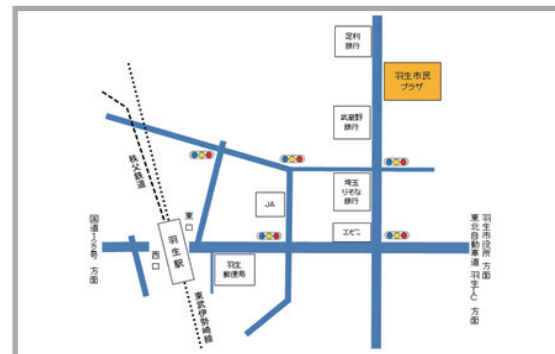 足利
銀行
羽生市民
プラザ
武蔵野
銀行
秩父鉄道
埼玉
りそな
銀行
JA
東口
羽生駅
西口
羽生
郵便局
国道122号 方面
羽生市役所 方面
東北自動車道 羽生IC 方面
東武伊勢崎線